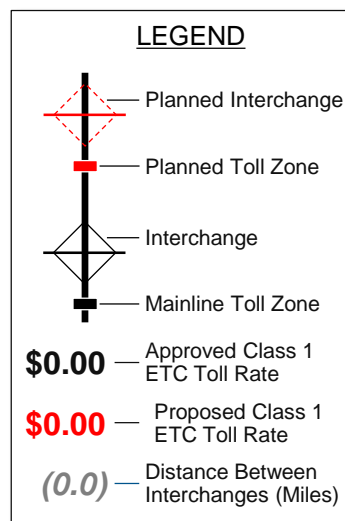 LEGEND
Planned Interchange
Planned Toll Zone
Interchange
Mainline Toll Zone
$0.00
Approved Class 1
ETC Toll Rate
$0.00
Proposed Class 1
ETC Toll Rate
(0.0)
Distance Between
Interchanges (Miles)